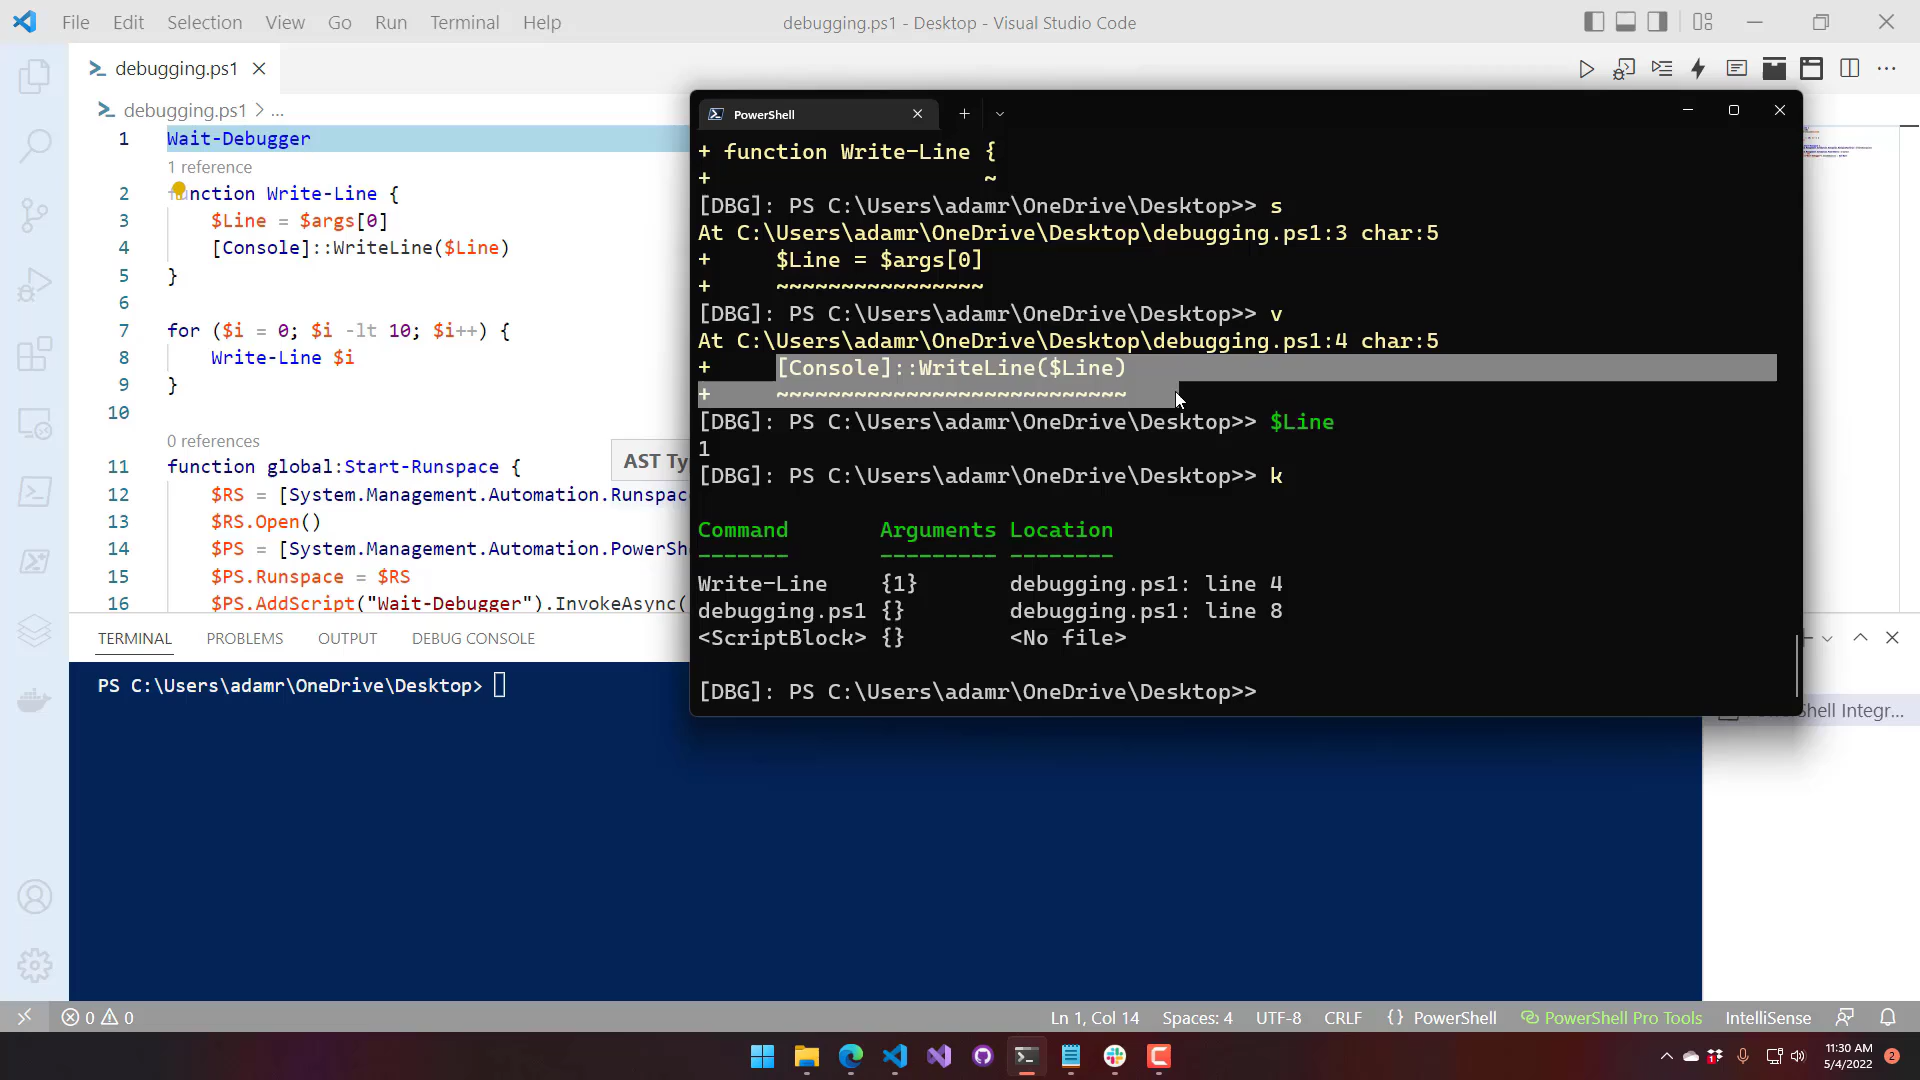 File Edit Selection View Go Run Terminal Help
debugging.ps1 - Desktop - Visual Studio Code
debugging.ps1
debugging.ps1 > ...
1 Wait-Debugger
1 reference
2 function Write-Line {
3 $Line = $args[0]
4 [Console]::WriteLine($Line)
5 }
6
7 for ($i = 0; $i -lt 10; $i++) {
8 Write-Line $i
9 }
10
0 references
11 function global:Start-Runspace {
12 $RS = [System.Management.Automation.Runspac
13 $RS.Open()
14 $PS = [System.Management.Automation.PowerSh
15 $PS.Runspace = $RS
16 $PS.AddScript("Wait-Debugger").InvokeAsync(
AST Ty
PowerShell
+ function Write-Line {
+ ~
[DBG]: PS C:\Users\adamr\OneDrive\Desktop>> s
At C:\Users\adamr\OneDrive\Desktop\debugging.ps1:3 char:5
+ $Line = $args[0]
+ ~~~~~~~~~~~~~~~~
[DBG]: PS C:\Users\adamr\OneDrive\Desktop>> v
At C:\Users\adamr\OneDrive\Desktop\debugging.ps1:4 char:5
+ [Console]::WriteLine($Line)
+ ~~~~~~~~~~~~~~~~~~~~~~~~~~~
[DBG]: PS C:\Users\adamr\OneDrive\Desktop>> $Line
1
[DBG]: PS C:\Users\adamr\OneDrive\Desktop>> k
Command Arguments Location
------- --------- --------
Write-Line {1} debugging.ps1: line 4
debugging.ps1 {} debugging.ps1: line 8
<ScriptBlock> {} <No file>
[DBG]: PS C:\Users\adamr\OneDrive\Desktop>>
TERMINAL PROBLEMS OUTPUT DEBUG CONSOLE
PS C:\Users\adamr\OneDrive\Desktop>
Shell Integr...
0 0
Ln 1, Col 14 Spaces: 4 UTF-8 CRLF {} PowerShell PowerShell Pro Tools IntelliSense
11:30 AM
5/4/2022
2